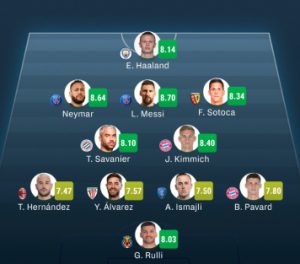 8.14
E. Haaland
8.64 8.70 8.34
Neymar L. Messi F. Sotoca
8.10 8.40
T. Savanier J. Kimmich
7.47 7.57 7.50 7.80
T. Hernández Y. Álvarez A. Ismajli B. Pavard
8.03
G. Rulli